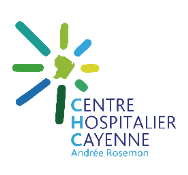 CENTRE
HOSPITALIER
CAYENNE
Andrée Rosemon